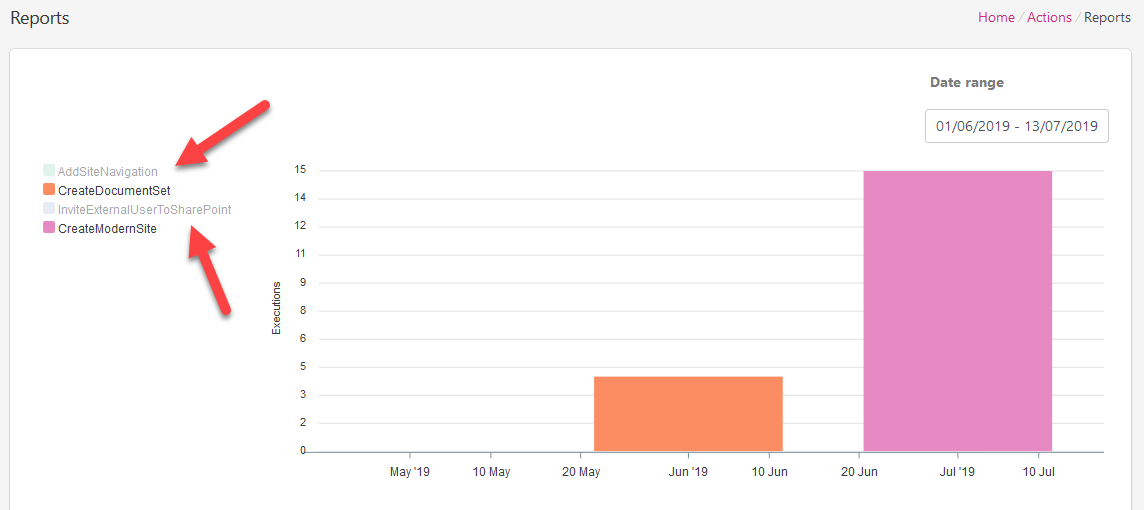 Reports
Home / Actions / Reports
Date range
01/06/2019 - 13/07/2019
AddSiteNavigation
CreateDocumentSet
InviteExternalUserToSharePoint
CreateModernSite
Executions
15
14
12
11
9
8
6
5
3
2
0
May '19 10 May 20 May Jun '19 10 Jun 20 Jun Jul '19 10 Jul